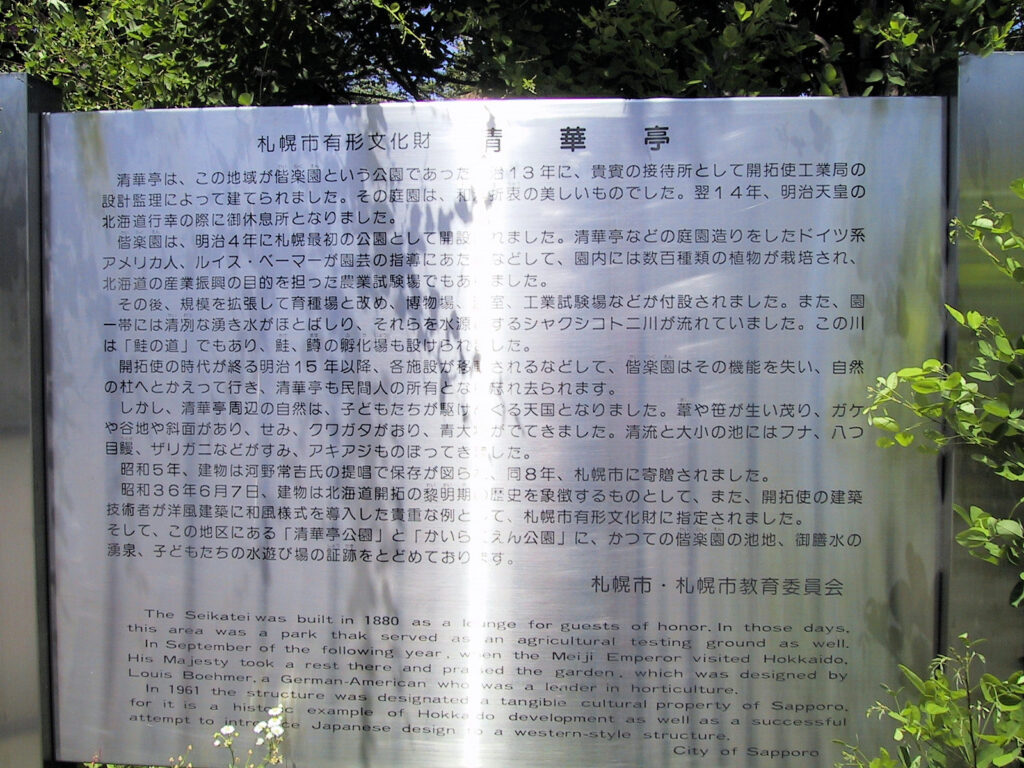 札幌市有形文化財 清華亭
清華亭は、この地域が偕楽園という公園であった 治13年に、貴賓の接待所として開拓使工業局の
設計監理によって建てられました。その庭園は、和 折衷の美しいものでした。翌14年、明治天皇の
北海道行幸の際に御休息所となりました。
偕楽園は、明治4年に札幌最初の公園として開設 れました。清華亭などの庭園造りをしたドイツ系
アメリカ人、ルイス・ベーマーが園芸の指導にあた などして、園内には数百種類の植物が栽培され、
北海道の産業振興の目的を担った農業試験場でもあ ました。
その後、規模を拡張して育種場と改め、博物場、 室、工業試験場などが付設されました。また、園
一帯には清冽な湧き水がほとばしり、それらを水源 するシャクシコトニ川が流れていました。この川
は「鮭の道」でもあり、鮭、鱒の孵化場も設けられ した。
開拓使の時代が終る明治15年以降、各施設が移 されるなどして、偕楽園はその機能を失い、自然
の杜へとかえって行き、清華亭も民間人の所有とな 忘れ去られます。
しかし、清華亭周辺の自然は、子どもたちが駆け ぐる天国となりました。葦や笹が生い茂り、ガケ
や谷地や斜面があり、せみ、クワガタがおり、青大 がでてきました。清流と大小の池にはフナ、八つ
目鰻、ザリガニなどがすみ、アキアジものぼってき した。
昭和5年、建物は河野常吉氏の提唱で保存が図ら 、同8年、札幌市に寄贈されました。
昭和36年6月7日、建物は北海道開拓の黎明期の歴史を象徴するものとして、また、開拓使の建築
技術者が洋風建築に和風様式を導入した貴重な例として、札幌市有形文化財に指定されました。
そして、この地区にある「清華亭公園」と「かいらくえん公園」に、かつての偕楽園の池地、御膳水の
湧泉、子どもたちの水遊び場の証跡をとどめております。
札幌市・札幌市教育委員会
The Seikatei was built in 1880 as a lounge for guests of honor. In those days,
this area was a park thak served as an agricultural testing ground as well.
In September of the following year, when the Meiji Emperor visited Hokkaido,
His Majesty took a rest there and praised the garden, which was designed by
Louis Boehmer, a German-American who was a leader in horticulture.
In 1961 the structure was designated a tangible cultural property of Sapporo,
for it is a historic example of Hokkaido development as well as a successful
attempt to introduce Japanese design to a western-style structure.
City of Sapporo